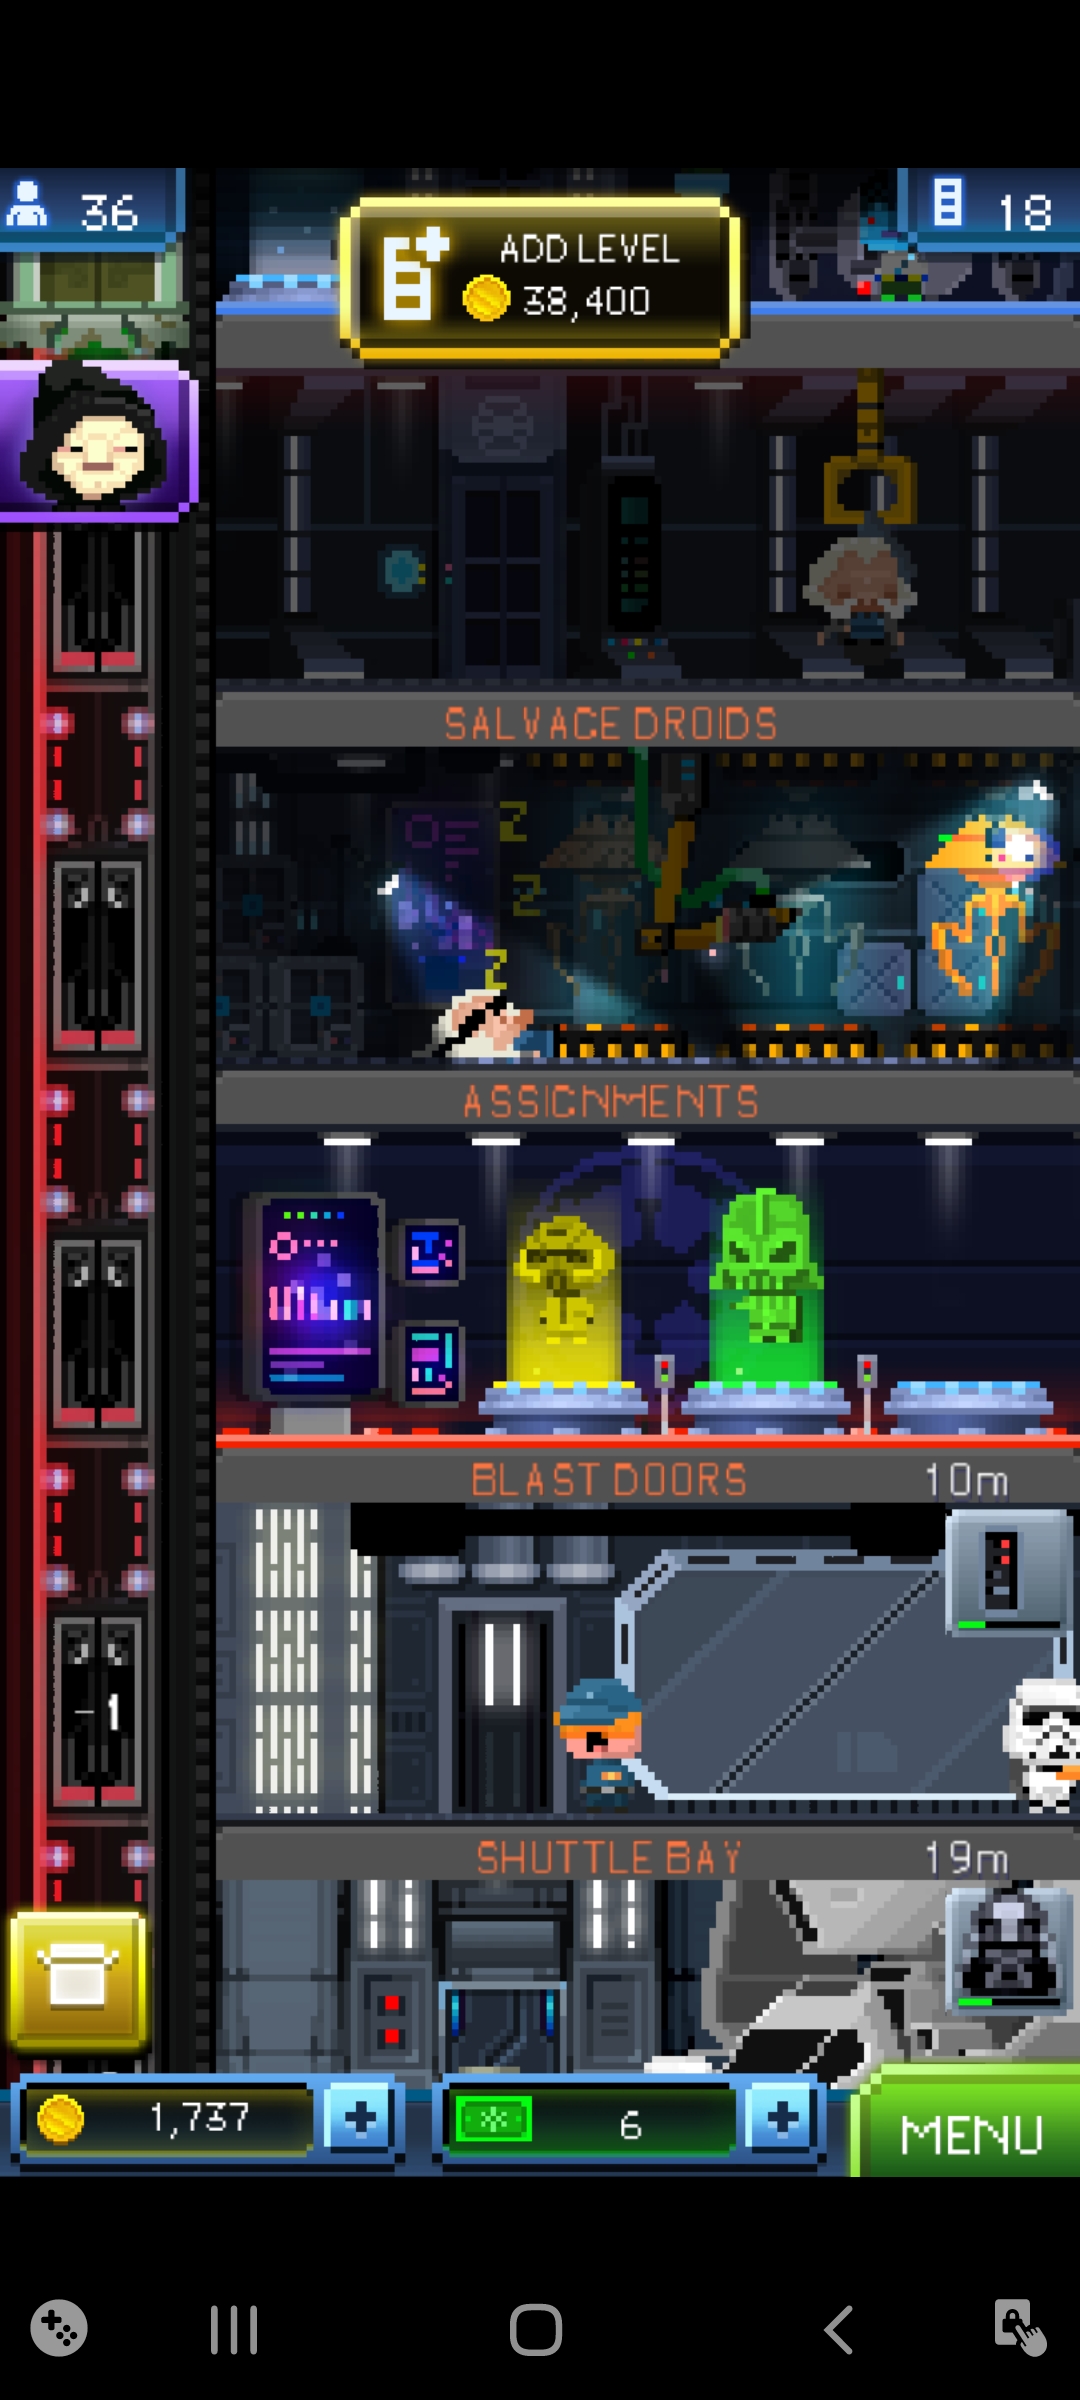 36
18
ADD LEVEL
38,400
SALVAGE DROIDS
Z
Z
Z
ASSIGNMENTS
BLAST DOORS 10m
-1
SHUTTLE BAY 19m
1,737
6
MENU